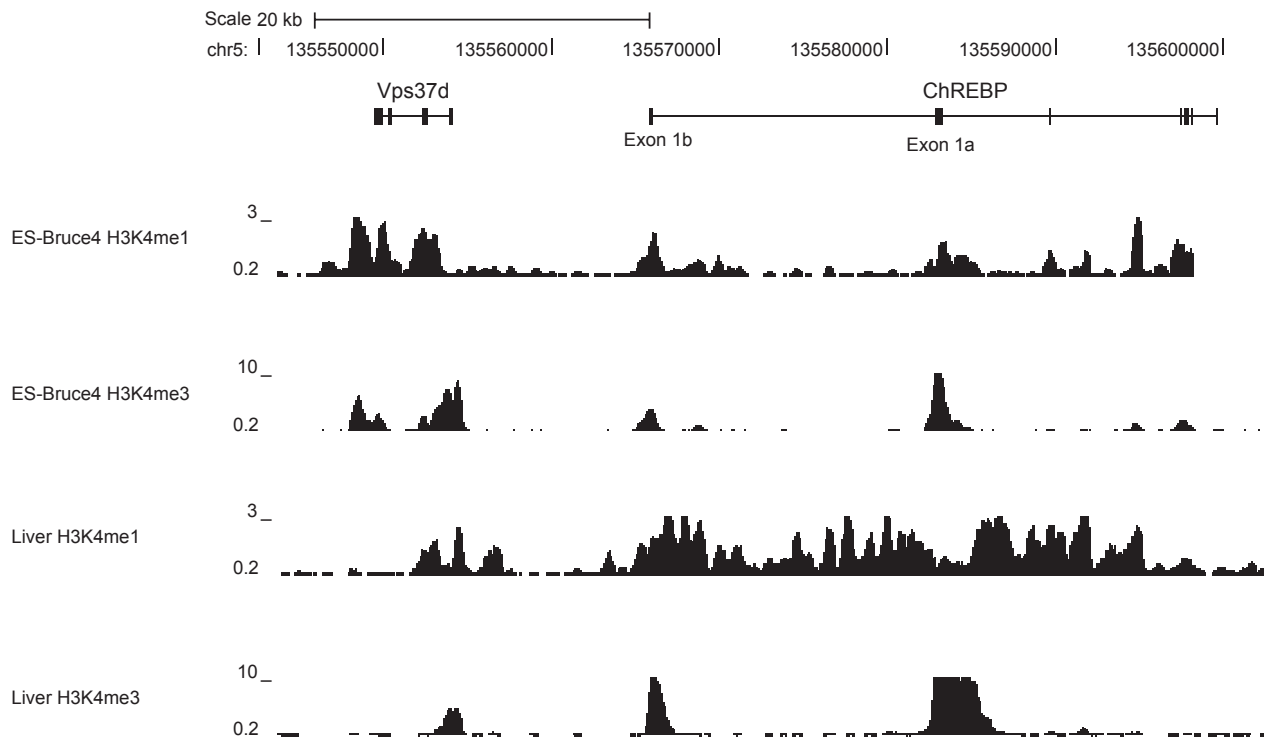 Scale 20 kb
chr5: 135550000 135560000 135570000 135580000 135590000 135600000
Vps37d ChREBP
Exon 1b Exon 1a
3
ES-Bruce4 H3K4me1
0.2
10
ES-Bruce4 H3K4me3
0.2
3
Liver H3K4me1
0.2
10
Liver H3K4me3
0.2